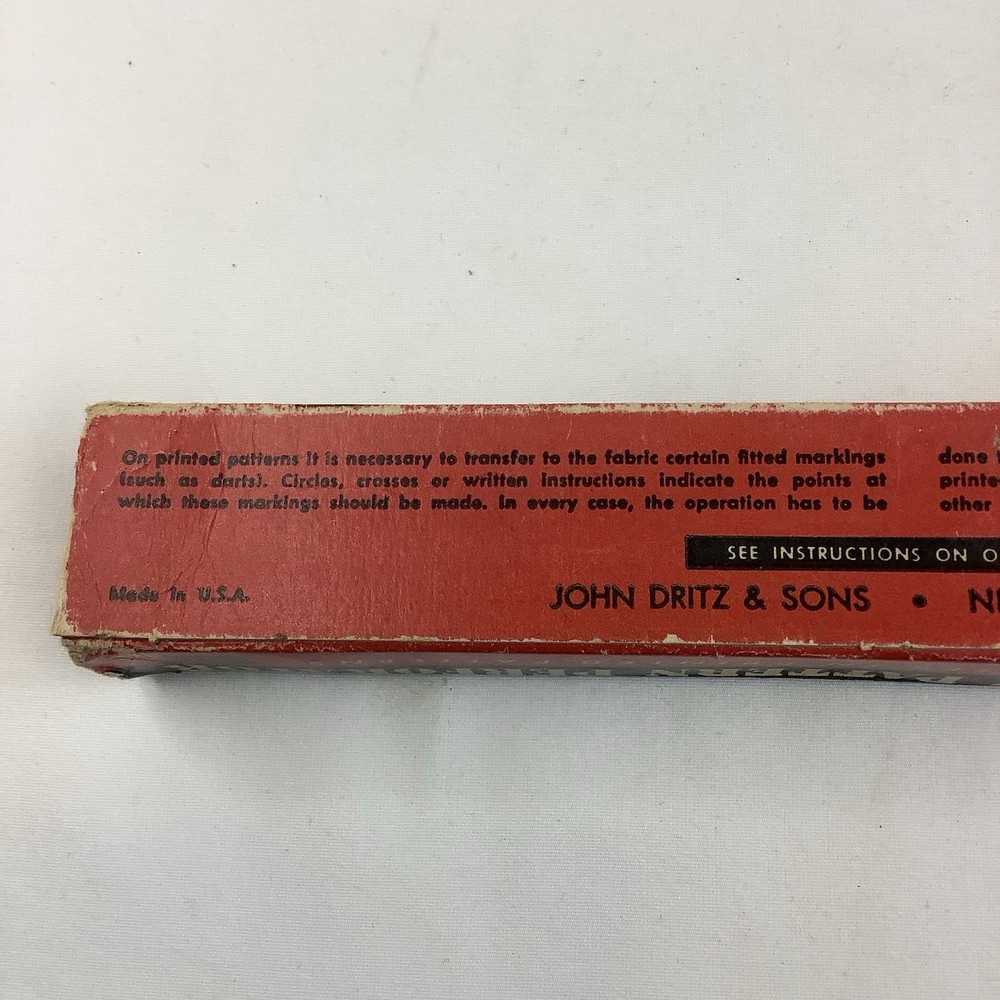 On printed patterns it is necessary to transfer to the fabric certain fitted markings
(such as darts). Circles, crosses or written instructions indicate the points at
which these markings should be made. In every case, the operation has to be
done
printe
other
SEE INSTRUCTIONS ON O
Made in U.S.A.
JOHN DRITZ & SONS •
PATTERN